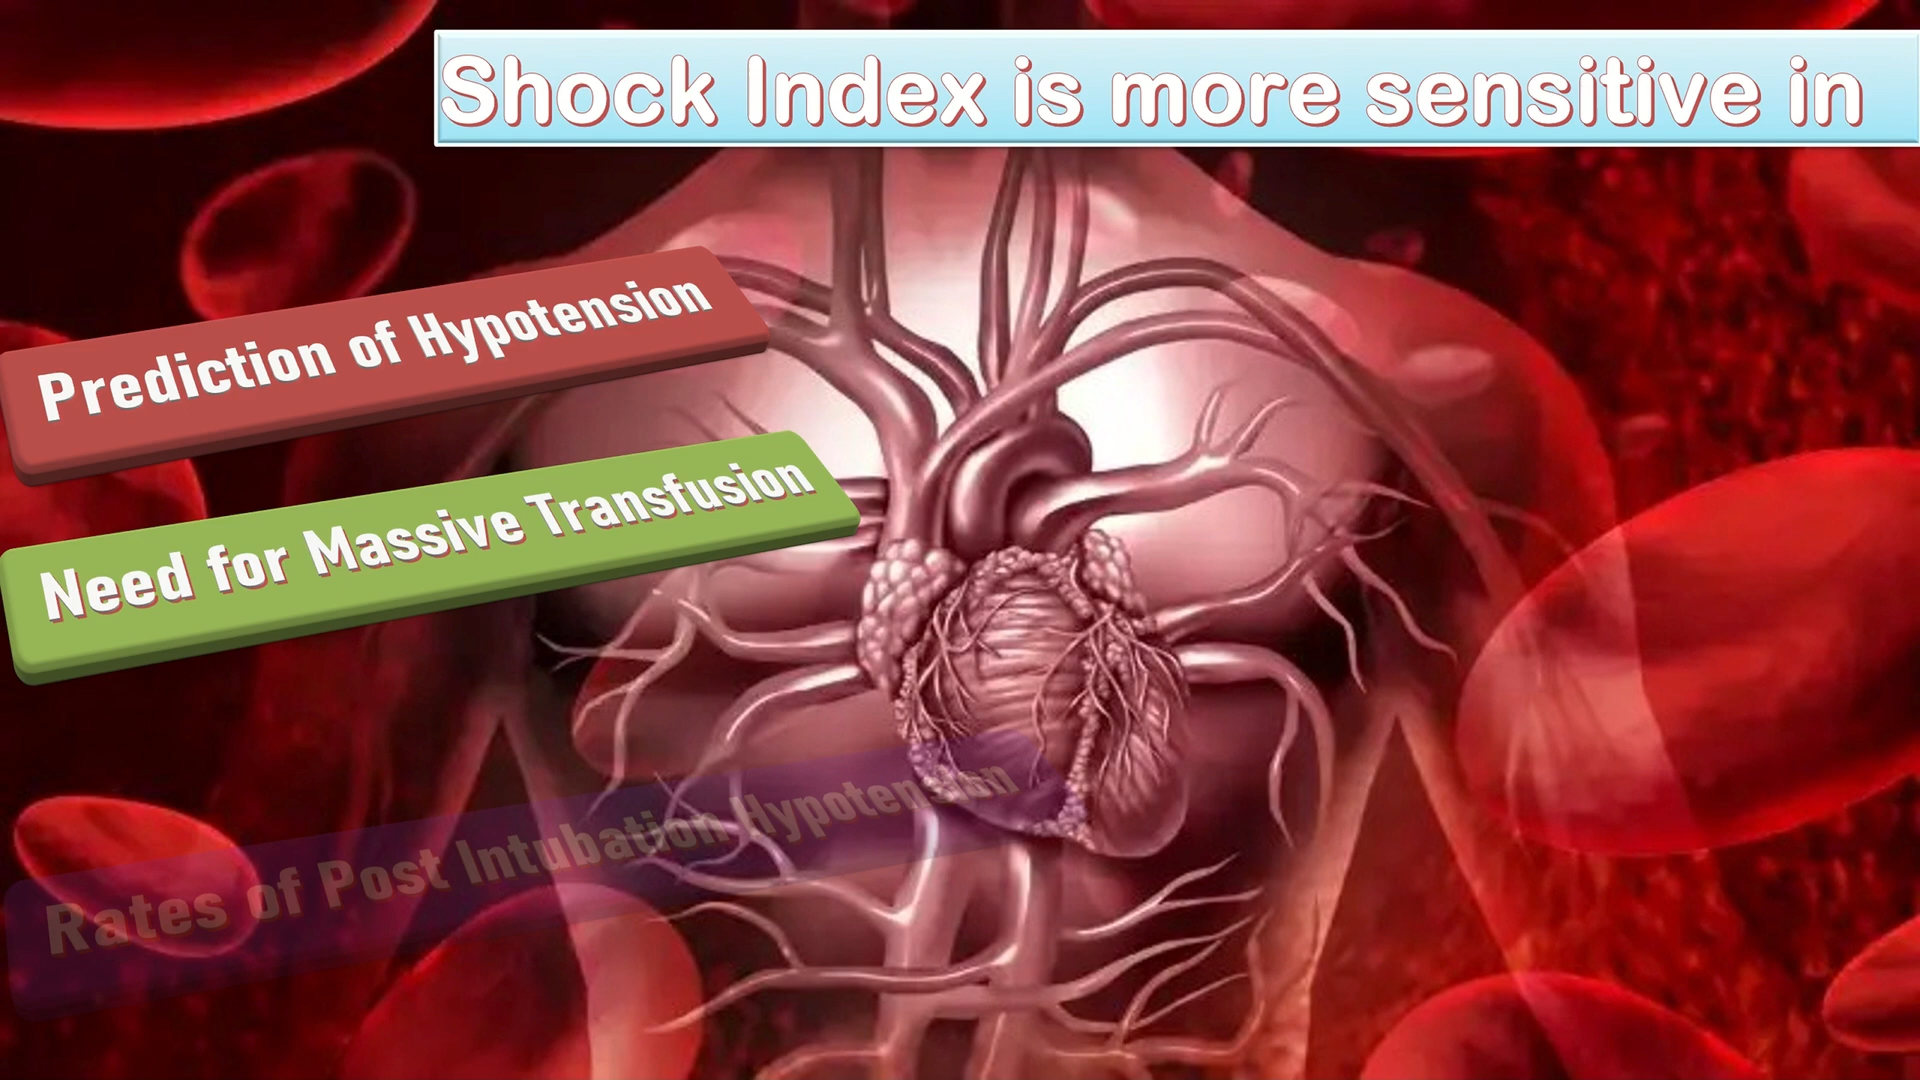 Shock Index is more sensitive in
Prediction of Hypotension
Need for Massive Transfusion
Rates of Post Intubation Hypotension